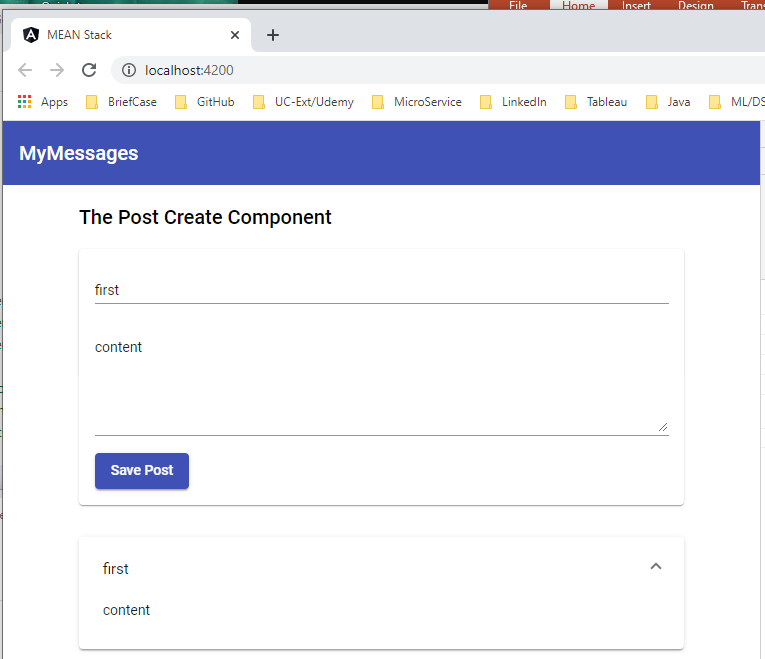 File Home Insert Design Tran
MEAN Stack
localhost:4200
Apps BriefCase GitHub UC-Ext/Udemy MicroService LinkedIn Tableau Java ML/DS
MyMessages
The Post Create Component
first
content
Save Post
first
content